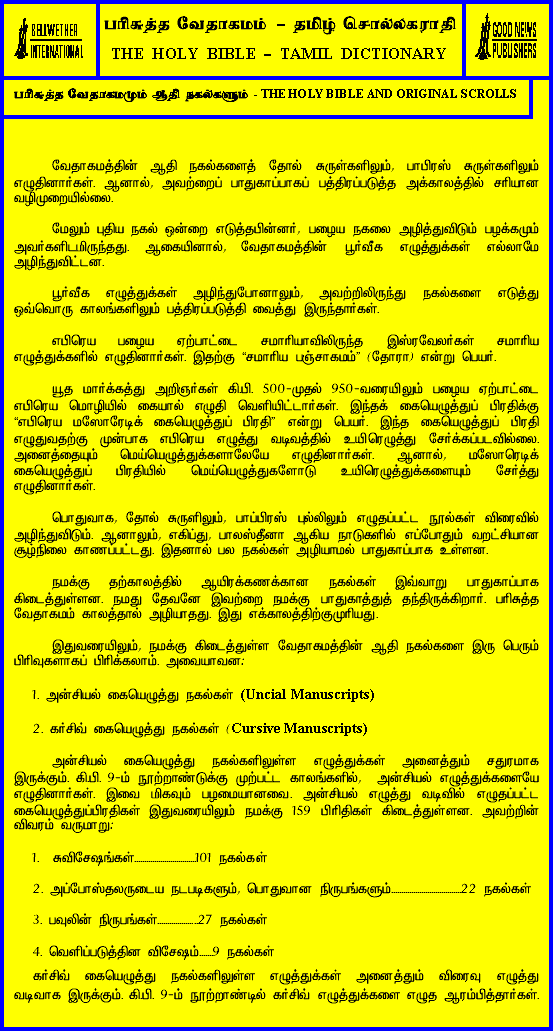 BELLWETHER
INTERNATIONAL
பரிசுத்த வேதாகமம் – தமிழ் சொல்லகராதி
THE HOLY BIBLE – TAMIL DICTIONARY
GOOD NEWS
PUBLISHERS
பரிசுத்த வேதாகமமும் ஆதி நகல்களும் - THE HOLY BIBLE AND ORIGINAL SCROLLS
வேதாகமத்தின் ஆதி நகல்களைத் தோல் சுருள்களிலும், பாபிரஸ் சுருள்களிலும்
எழுதினார்கள். ஆனால், அவற்றைப் பாதுகாப்பாகப் பத்திரப்படுத்த அக்காலத்தில் சரியான
வழிமுறையில்லை.
மேலும் புதிய நகல் ஒன்றை எடுத்தபின்னர், பழைய நகலை அழித்துவிடும் பழக்கமும்
அவர்களிடமிருந்தது. ஆகையினால், வேதாகமத்தின் பூர்வீக எழுத்துக்கள் எல்லாமே
அழிந்துவிட்டன.
பூர்வீக எழுத்துக்கள் அழிந்துபோனாலும், அவற்றிலிருந்து நகல்களை எடுத்து
ஒவ்வொரு காலங்களிலும் பத்திரப்படுத்தி வைத்து இருந்தார்கள்.
எபிரெய பழைய ஏற்பாட்டை சமாரியாவிலிருந்த இஸ்ரவேலர்கள் சமாரிய
எழுத்துக்களில் எழுதினார்கள். இதற்கு “சமாரிய பஞ்சாகமம்” (தோரா) என்று பெயர்.
யூத மார்க்கத்து அறிஞர்கள் கி.பி. 500-முதல் 950-வரையிலும் பழைய ஏற்பாட்டை
எபிரெய மொழியில் கையால் எழுதி வெளியிட்டார்கள். இந்தக் கையெழுத்துப் பிரதிக்கு
“எபிரெய மஸோரேடிக் கையெழுத்துப் பிரதி” என்று பெயர். இந்த கையெழுத்துப் பிரதி
எழுதுவதற்கு முன்பாக எபிரெய எழுத்து வடிவத்தில் உயிரெழுத்து சேர்க்கப்படவில்லை.
அனைத்தையும் மெய்யெழுத்துக்களாலேயே எழுதினார்கள். ஆனால், மஸோரெடிக்
கையெழுத்துப் பிரதியில் மெய்யெழுத்துகளோடு உயிரெழுத்துக்களையும் சேர்த்து
எழுதினார்கள்.
பொதுவாக, தோல் சுருளிலும், பாப்பிரஸ் புல்லிலும் எழுதப்பட்ட நூல்கள் விரைவில்
அழிந்துவிடும். ஆனாலும், எகிப்து, பாலஸ்தீனா ஆகிய நாடுகளில் எப்போதும் வறட்சியான
சூழ்நிலை காணப்பட்டது. இதனால் பல நகல்கள் அழியாமல் பாதுகாப்பாக உள்ளன.
நமக்கு தற்காலத்தில் ஆயிரக்கணக்கான நகல்கள் இவ்வாறு பாதுகாப்பாக
கிடைத்துள்ளன. நமது தேவனே இவற்றை நமக்கு பாதுகாத்துத் தந்திருக்கிறார். பரிசுத்த
வேதாகமம் காலத்தால் அழியாதது. இது எக்காலத்திற்குமுரியது.
இதுவரையிலும், நமக்கு கிடைத்துள்ள வேதாகமத்தின் ஆதி நகல்களை இரு பெரும்
பிரிவுகளாகப் பிரிக்கலாம். அவையாவன:
1. அன்சியல் கையெழுத்து நகல்கள் (Uncial Manuscripts)
2. கர்சிவ் கையெழுத்து நகல்கள் (Cursive Manuscripts)
அன்சியல் கையெழுத்து நகல்களிலுள்ள எழுத்துக்கள் அனைத்தும் சதுரமாக
இருக்கும். கி.பி. 9-ம் நூற்றாண்டுக்கு முற்பட்ட காலங்களில், அன்சியல் எழுத்துக்களையே
எழுதினார்கள். இவை மிகவும் பழமையானவை. அன்சியல் எழுத்து வடிவில் எழுதப்பட்ட
கையெழுத்துப்பிரதிகள் இதுவரையிலும் நமக்கு 159 பிரிதிகள் கிடைத்துள்ளன. அவற்றின்
விவரம் வருமாறு:
1. சுவிசேஷங்கள்..............................101 நகல்கள்
2. அப்போஸ்தலருடைய நடபடிகளும், பொதுவான நிருபங்களும்..................................22 நகல்கள்
3. பவுலின் நிருபங்கள்....................27 நகல்கள்
4. வெளிப்படுத்தின விசேஷம்.......9 நகல்கள்
கர்சிவ் கையெழுத்து நகல்களிலுள்ள எழுத்துக்கள் அனைத்தும் விரைவு எழுத்து
வடிவாக இருக்கும். கி.பி. 9-ம் நூற்றாண்டில் கர்சிவ் எழுத்துக்களை எழுத ஆரம்பித்தார்கள்.